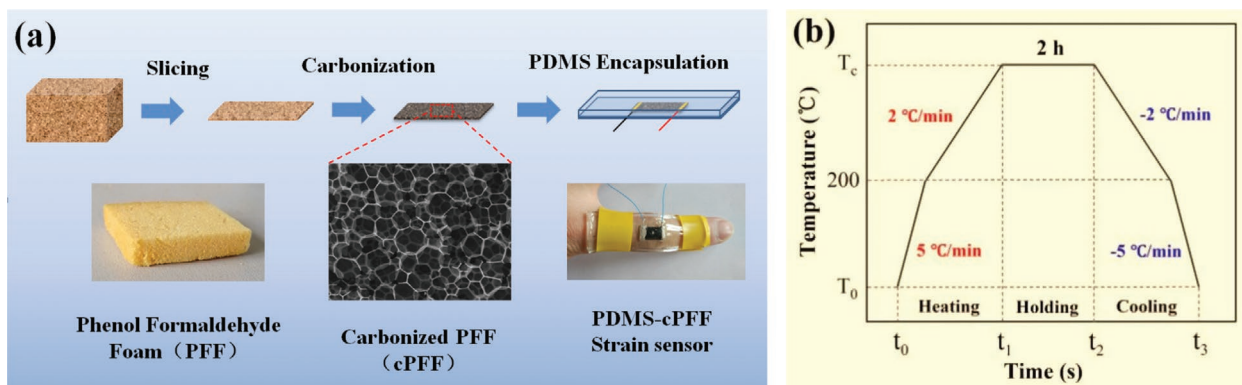 (a)
Slicing
Carbonization
PDMS Encapsulation
Phenol Formaldehyde
Foam（PFF）
Carbonized PFF
（cPFF）
PDMS-cPFF
Strain sensor
(b)
2 h
Tc
2 ℃/min
-2 ℃/min
200
5 ℃/min
-5 ℃/min
T0
Heating
Holding
Cooling
t0
t1
t2
t3
Time (s)
Temperature (℃)